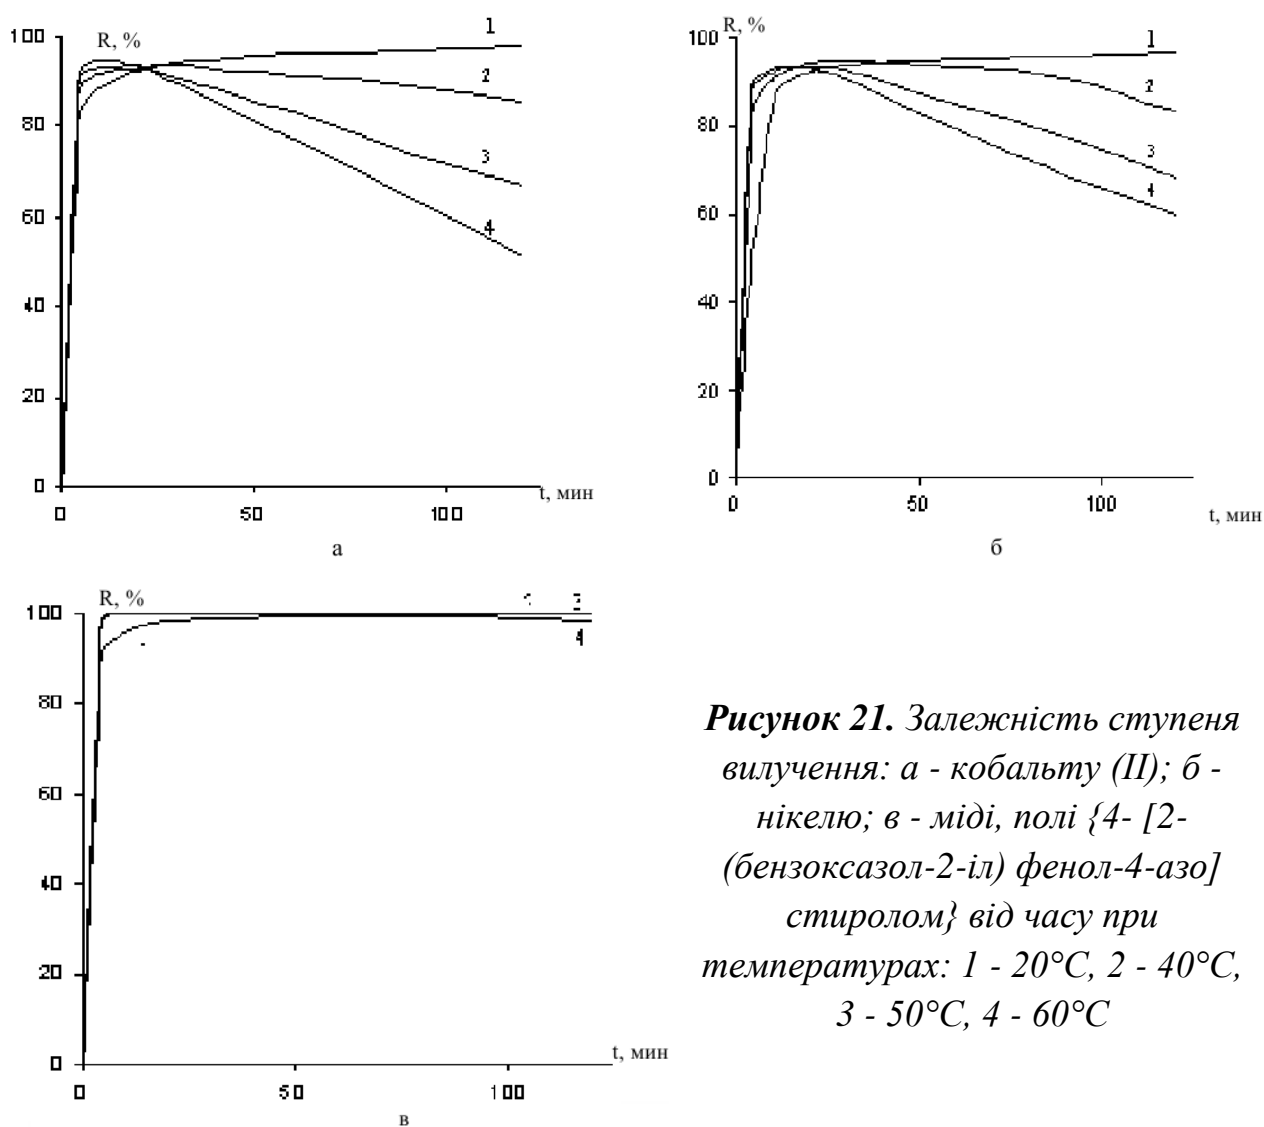 R, %
100
80
60
40
20
0
0
50
100
t, мин
1
2
3
4
а
R, %
100
80
60
40
20
0
0
50
100
t, мин
1
2
3
4
б
R, %
100
80
60
40
20
0
0
50
100
t, мин
4
в
Рисунок 21. Залежність ступеня
вилучення: а - кобальту (II); б -
нікелю; в - міді, полі {4- [2-
(бензоксазол-2-іл) фенол-4-азо]
стиролом} від часу при
температурах: 1 - 20°С, 2 - 40°С,
3 - 50°С, 4 - 60°С